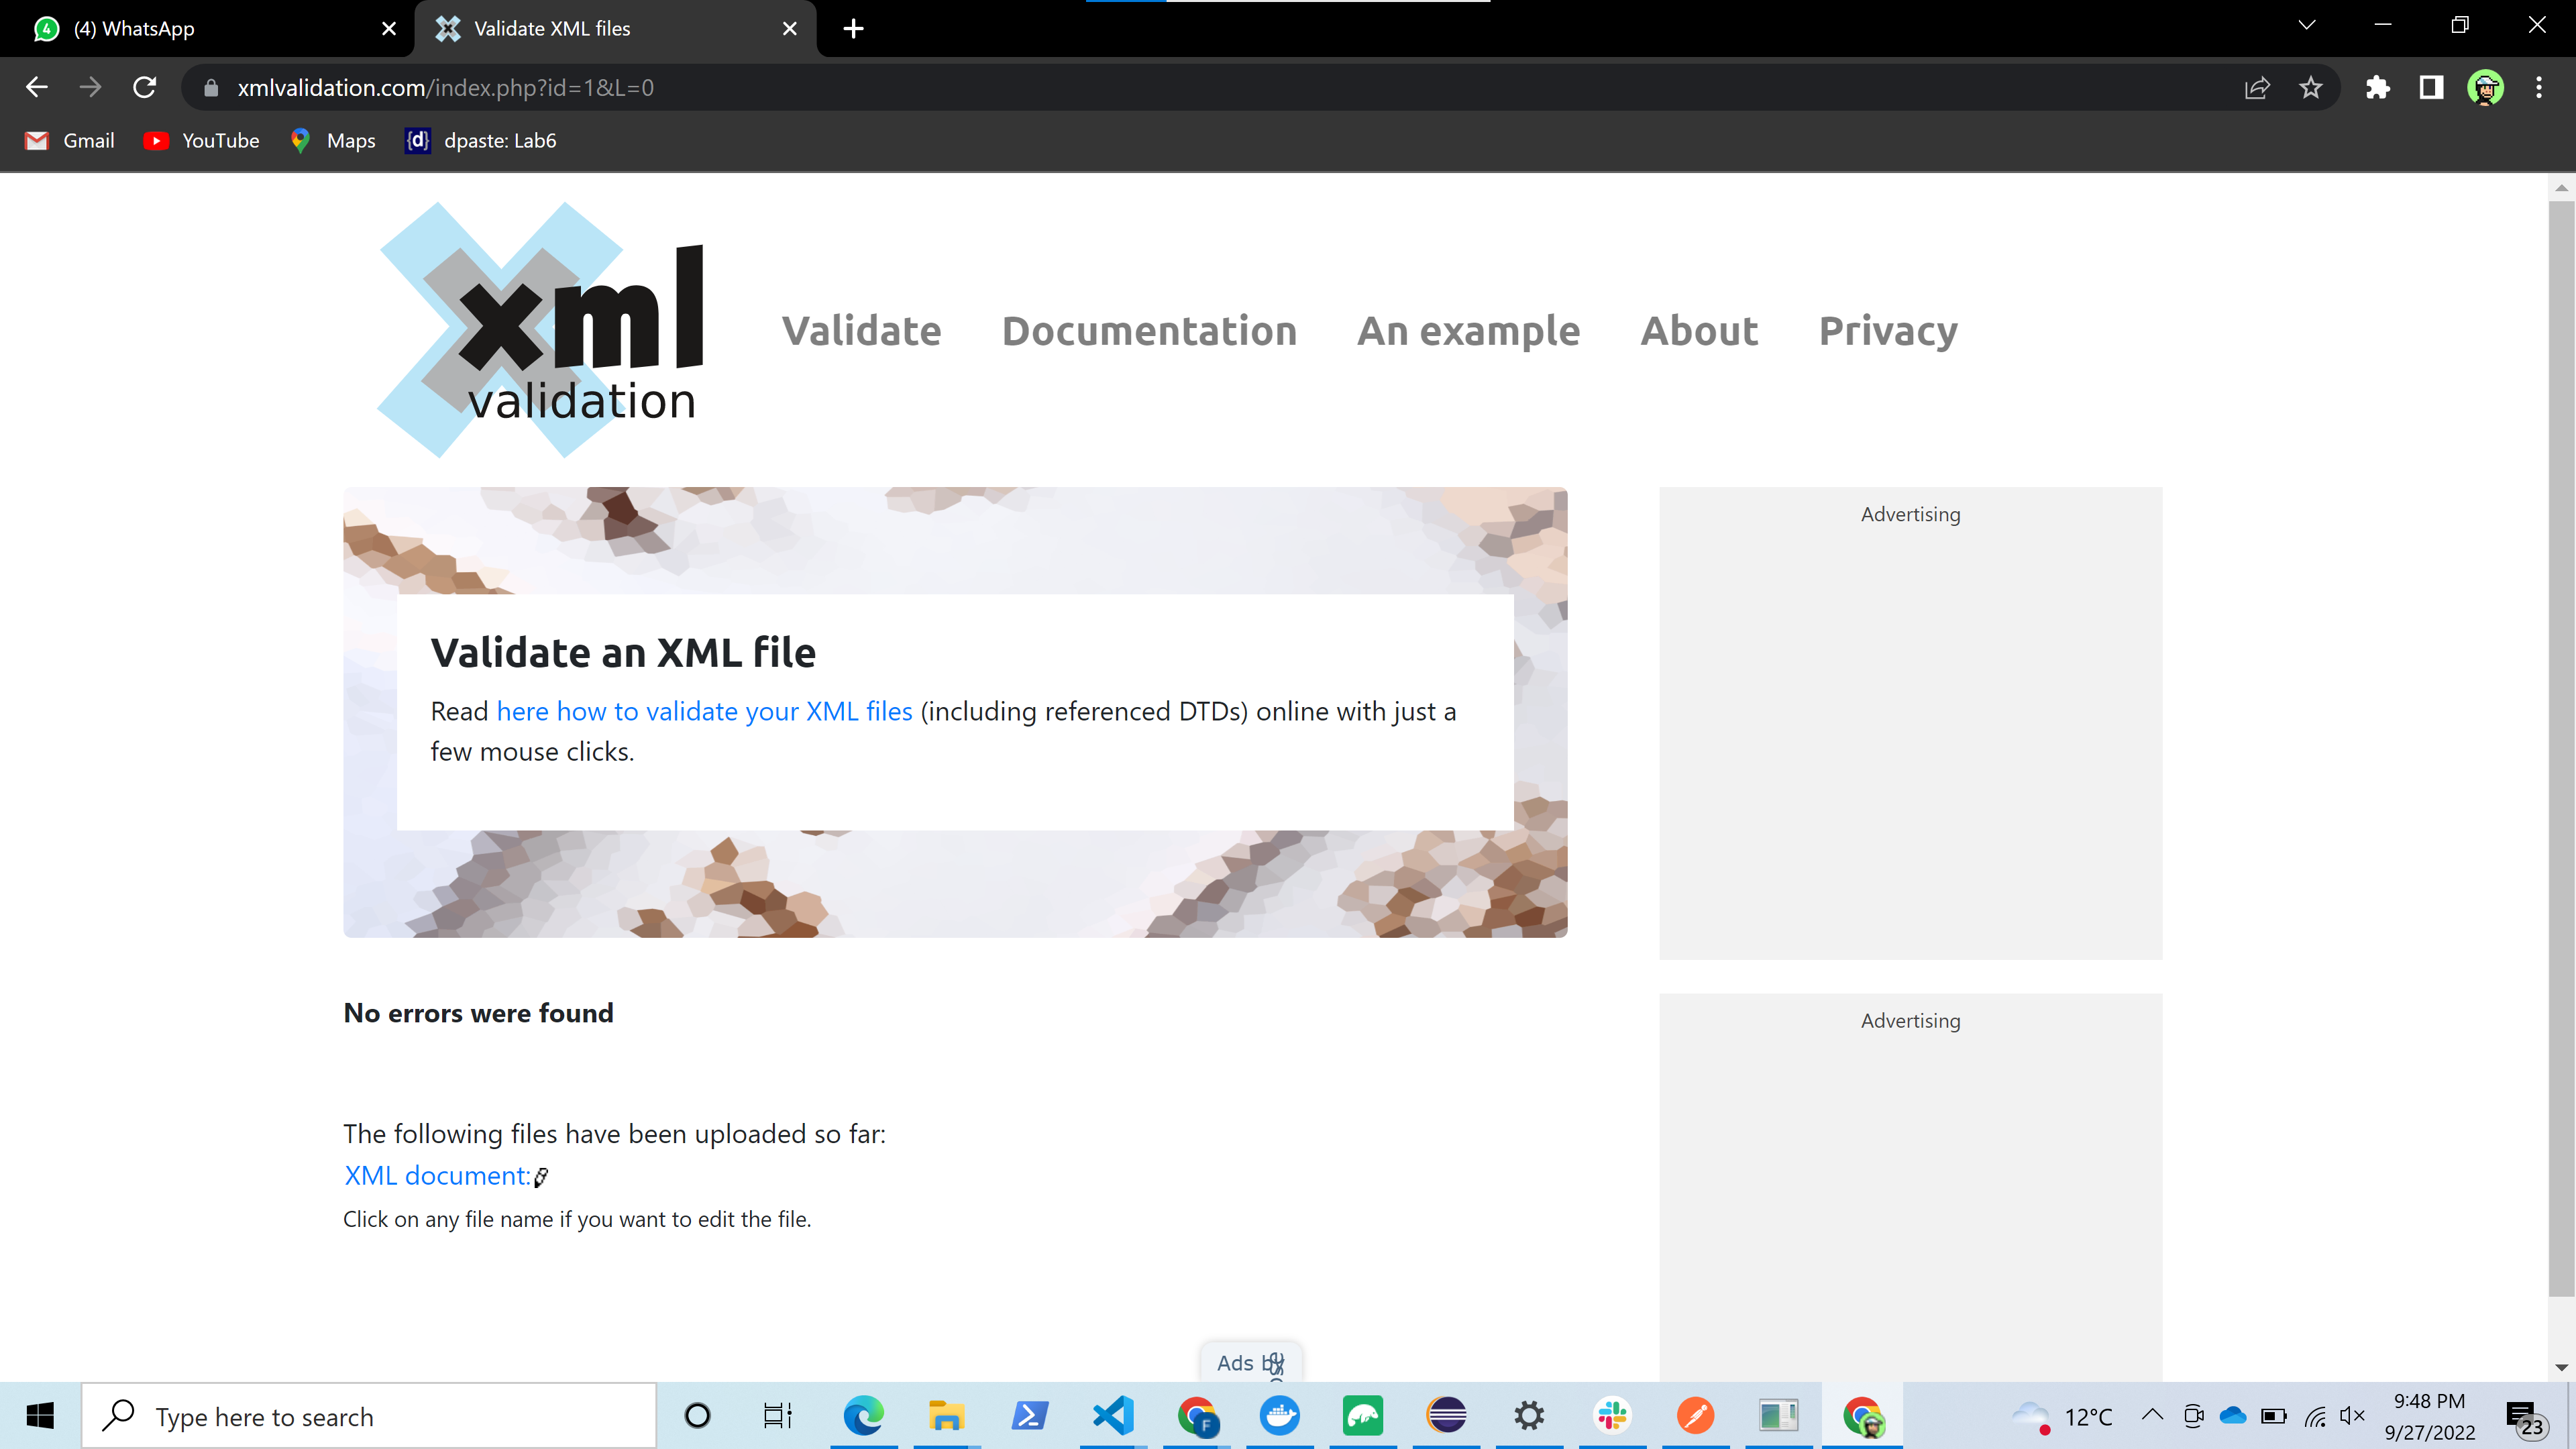 (4) WhatsApp
Validate XML files
xmlvalidation.com/index.php?id=1&L=0
Gmail
YouTube
Maps
{d}
dpaste: Lab6
xml
validation
Validate
Documentation
An example
About
Privacy
Advertising
Validate an XML file
Read here how to validate your XML files (including referenced DTDs) online with just a
few mouse clicks.
No errors were found
Advertising
The following files have been uploaded so far:
XML document:
Click on any file name if you want to edit the file.
Ads by
Type here to search
F
12°C
9:48 PM
9/27/2022
23